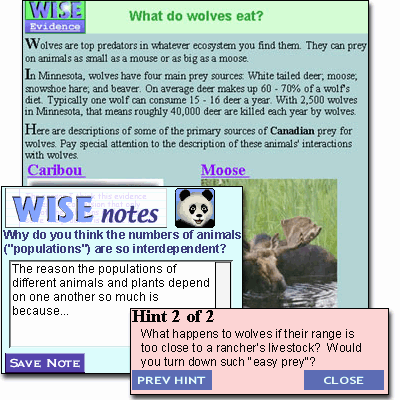 WISE
Evidence
What do wolves eat?
Wolves are top predators in whatever ecosystem you find them. They can prey
on animals as small as a mouse or as big as a moose.
In Minnesota, wolves have four main prey sources: White tailed deer; moose;
snowshoe hare; and beaver. On average deer makes up 60 - 70% of a wolf's
diet. Typically one wolf can consume 15 - 16 deer a year. With 2,500 wolves
in Minnesota, that means roughly 40,000 deer are killed each year by wolves.
Here are descriptions of some of the primary sources of Canadian prey for
wolves. Pay special attention to the description of these animals' interactions
with wolves.
Caribou
Moose
WISE notes
Why do you think the numbers of animals
("populations") are so interdependent?
The reason the populations of
different animals and plants depend
on one another so much is
because...
SAVE NOTE
Hint 2 of 2
What happens to wolves if their range is
too close to a rancher's livestock? Would
you turn down such "easy prey"?
PREV HINT
CLOSE